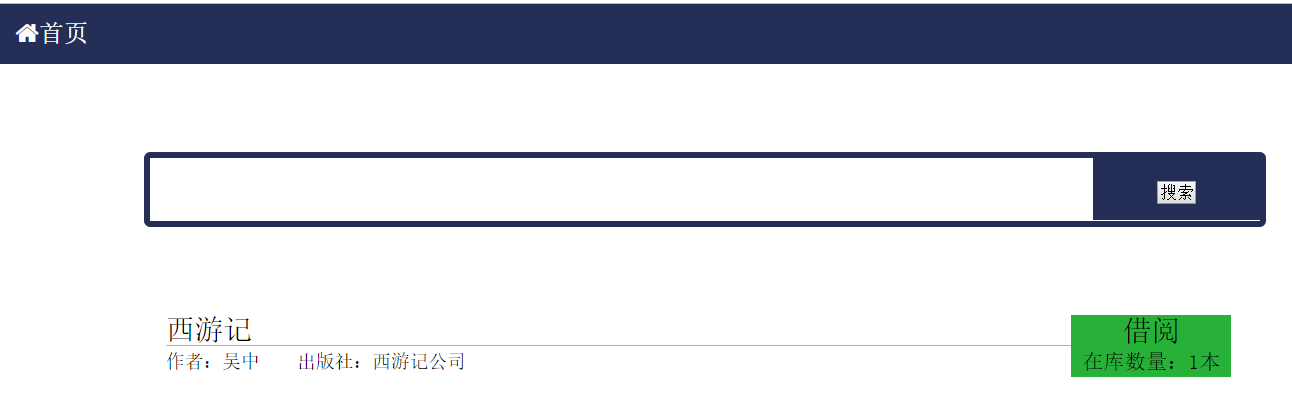 首页
搜索
西游记
借阅
作者：吴中 出版社：西游记公司
在库数量：1本